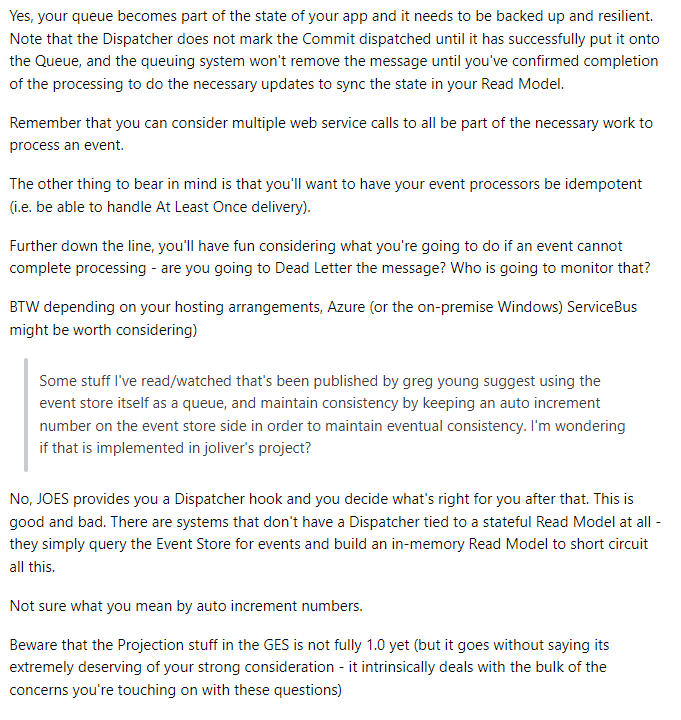 Yes, your queue becomes part of the state of your app and it needs to be backed up and resilient.
Note that the Dispatcher does not mark the Commit dispatched until it has successfully put it onto
the Queue, and the queuing system won't remove the message until you've confirmed completion
of the processing to do the necessary updates to sync the state in your Read Model.
Remember that you can consider multiple web service calls to all be part of the necessary work to
process an event.
The other thing to bear in mind is that you'll want to have your event processors be idempotent
(i.e. be able to handle At Least Once delivery).
Further down the line, you'll have fun considering what you're going to do if an event cannot
complete processing - are you going to Dead Letter the message? Who is going to monitor that?
BTW depending on your hosting arrangements, Azure (or the on-premise Windows) ServiceBus
might be worth considering)
Some stuff I've read/watched that's been published by greg young suggest using the
event store itself as a queue, and maintain consistency by keeping an auto increment
number on the event store side in order to maintain eventual consistency. I'm wondering
if that is implemented in joliver's project?
No, JOES provides you a Dispatcher hook and you decide what's right for you after that. This is
good and bad. There are systems that don't have a Dispatcher tied to a stateful Read Model at all -
they simply query the Event Store for events and build an in-memory Read Model to short circuit
all this.
Not sure what you mean by auto increment numbers.
Beware that the Projection stuff in the GES is not fully 1.0 yet (but it goes without saying its
extremely deserving of your strong consideration - it intrinsically deals with the bulk of the
concerns you're touching on with these questions)